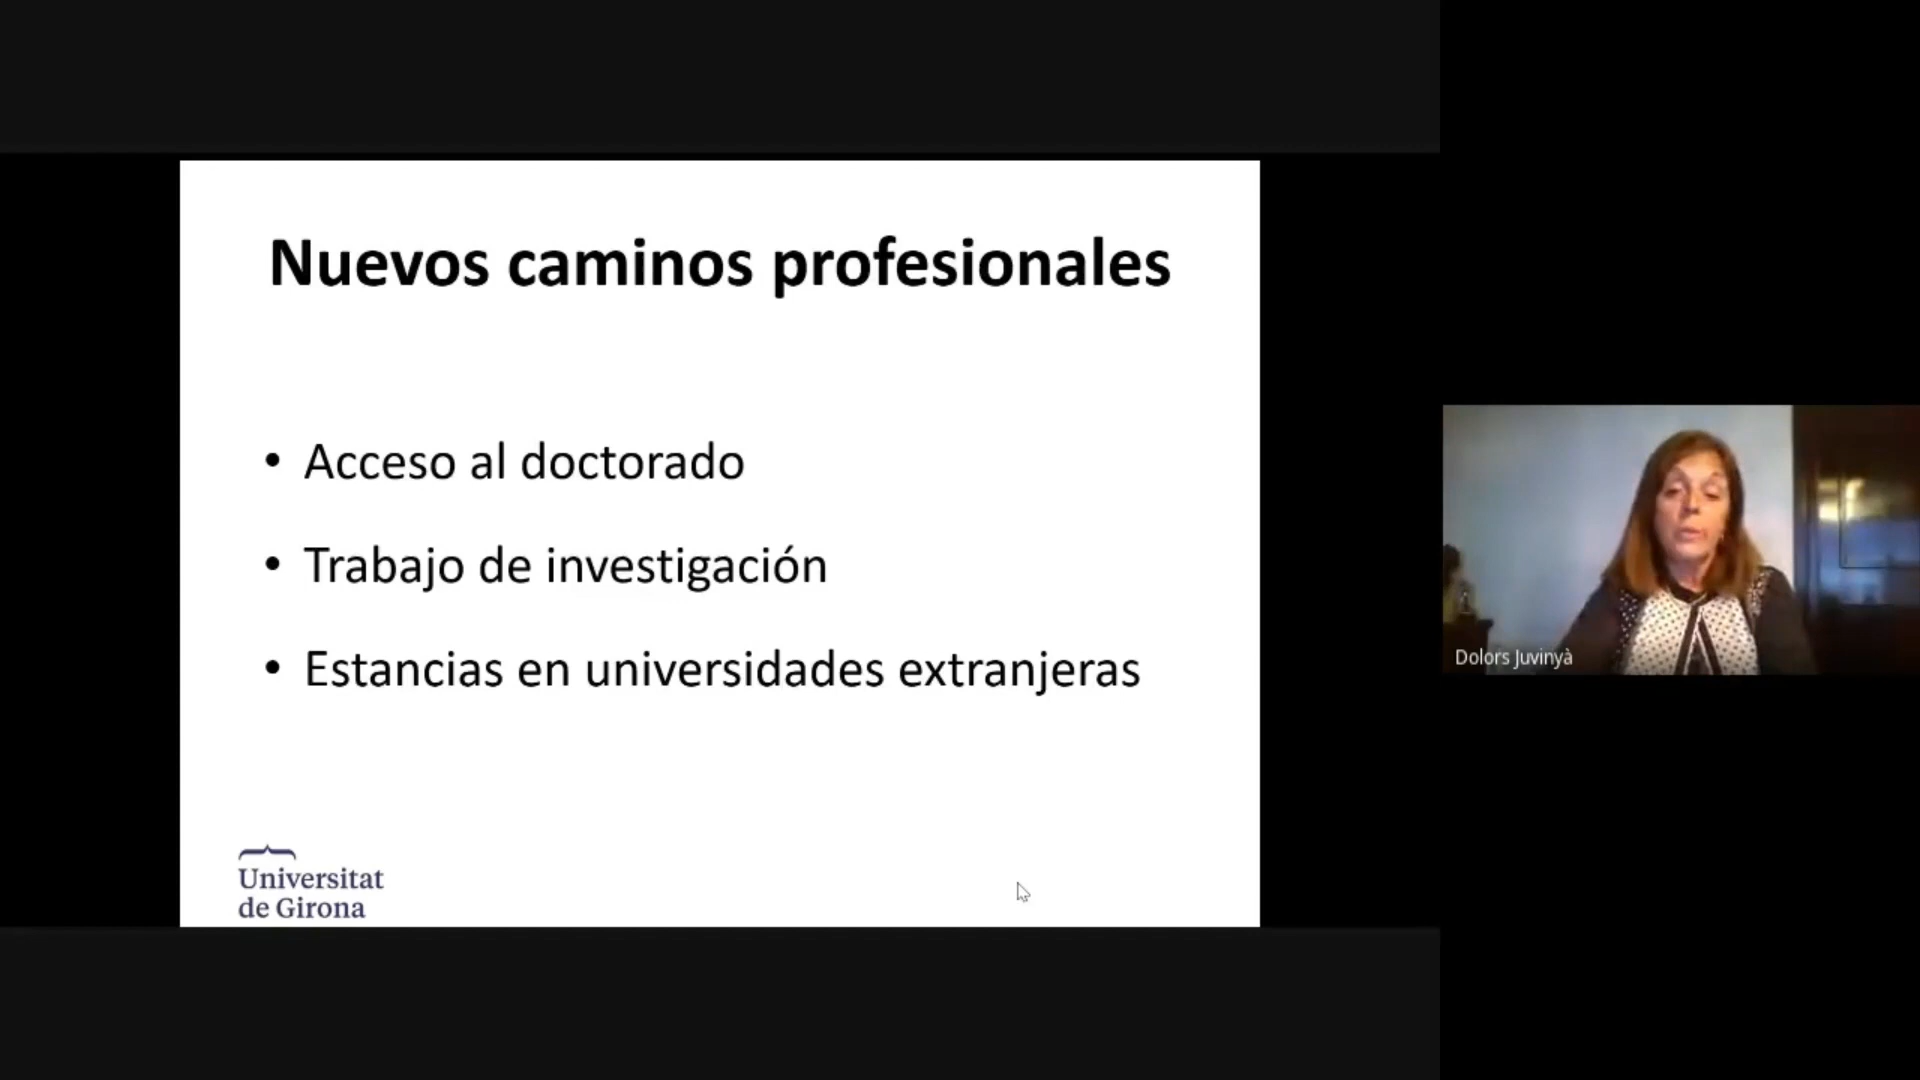 Nuevos caminos profesionales
• Acceso al doctorado
• Trabajo de investigación
• Estancias en universidades extranjeras
Universitat
de Girona
Dolors Juvinyà